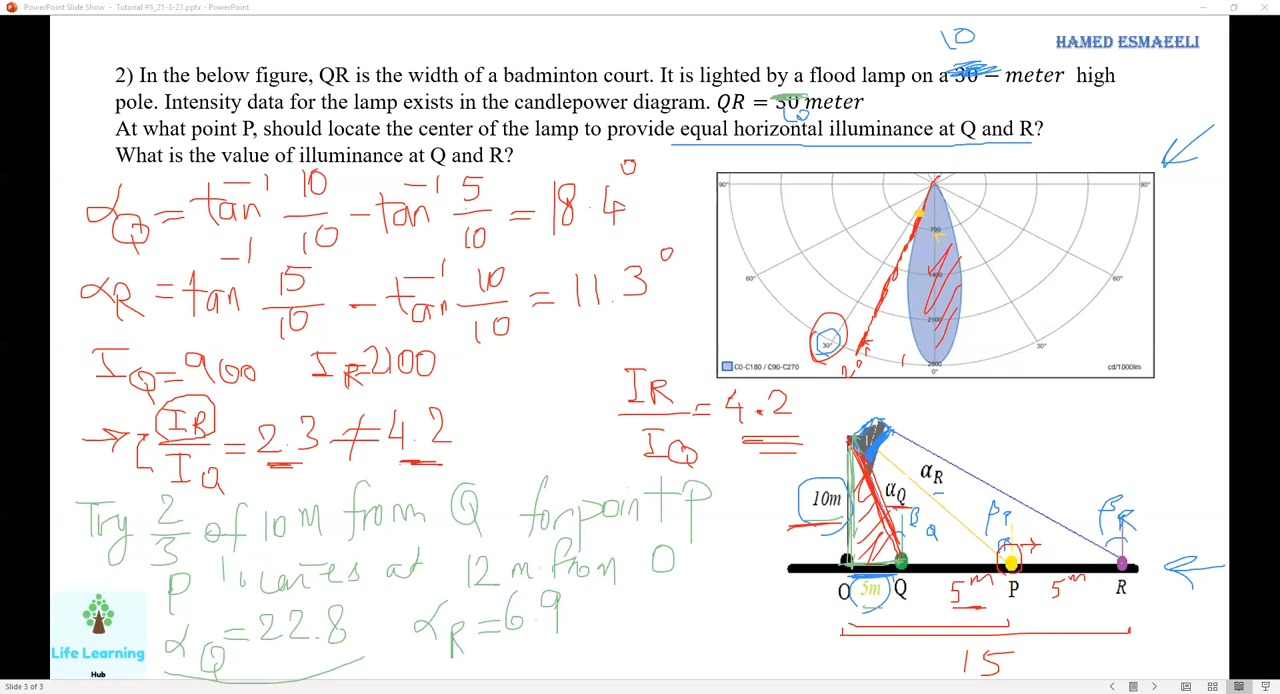 PowerPoint Slide Show - Tutorial #8_21-3-23.pptx - PowerPoint
10
HAMED ESMAEELI
2) In the below figure, QR is the width of a badminton court. It is lighted by a flood lamp on a 30 – meter high
pole. Intensity data for the lamp exists in the candlepower diagram. QR = 30 meter
10
At what point P, should locate the center of the lamp to provide equal horizontal illuminance at Q and R?
What is the value of illuminance at Q and R?
αQ = tan⁻¹ 10/10 - tan⁻¹ 5/10 = 18.4°
αR = tan⁻¹ 15/10 - tan⁻¹ 10/10 = 11.3°
IQ = 900 IR = 2100
→ IR/IQ = 2.3 ≠ 4.2
IR/IQ = 4.2
Try 2/3 of 10 m from Q for point P
P locates at 12 m from O
αQ = 22.8 αR = 6.9
90° 90°
700
60° 1400 60°
2100
30° 30°
2800
0°
C0-C180 / C90-C270 cd/1000lm
10m αQ αR
βQ βP βR
O 5m Q 5m P 5m R
15
Life Learning
Hub
Slide 3 of 3